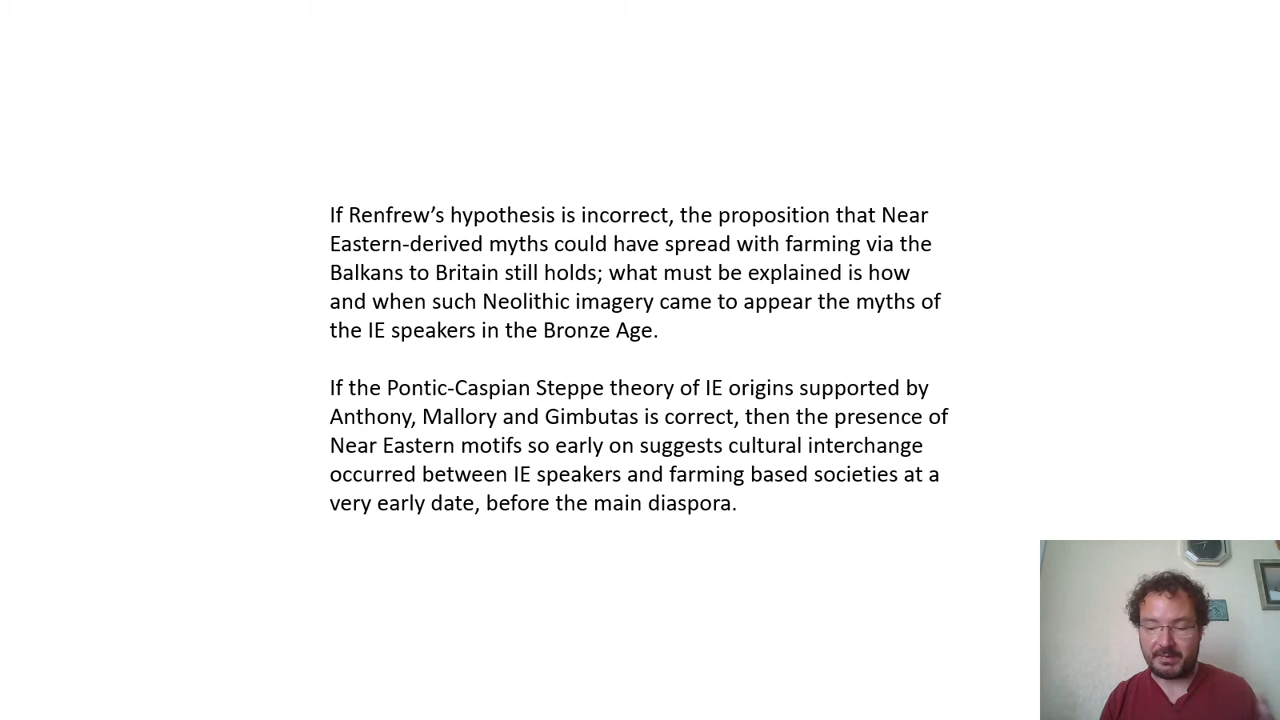 If Renfrew’s hypothesis is incorrect, the proposition that Near
Eastern-derived myths could have spread with farming via the
Balkans to Britain still holds; what must be explained is how
and when such Neolithic imagery came to appear the myths of
the IE speakers in the Bronze Age.
If the Pontic-Caspian Steppe theory of IE origins supported by
Anthony, Mallory and Gimbutas is correct, then the presence of
Near Eastern motifs so early on suggests cultural interchange
occurred between IE speakers and farming based societies at a
very early date, before the main diaspora.